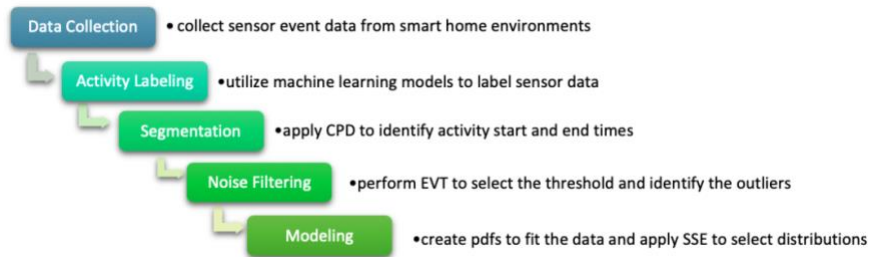 Data Collection •collect sensor event data from smart home environments
Activity Labeling •utilize machine learning models to label sensor data
Segmentation •apply CPD to identify activity start and end times
Noise Filtering •perform EVT to select the threshold and identify the outliers
Modeling •create pdfs to fit the data and apply SSE to select distributions